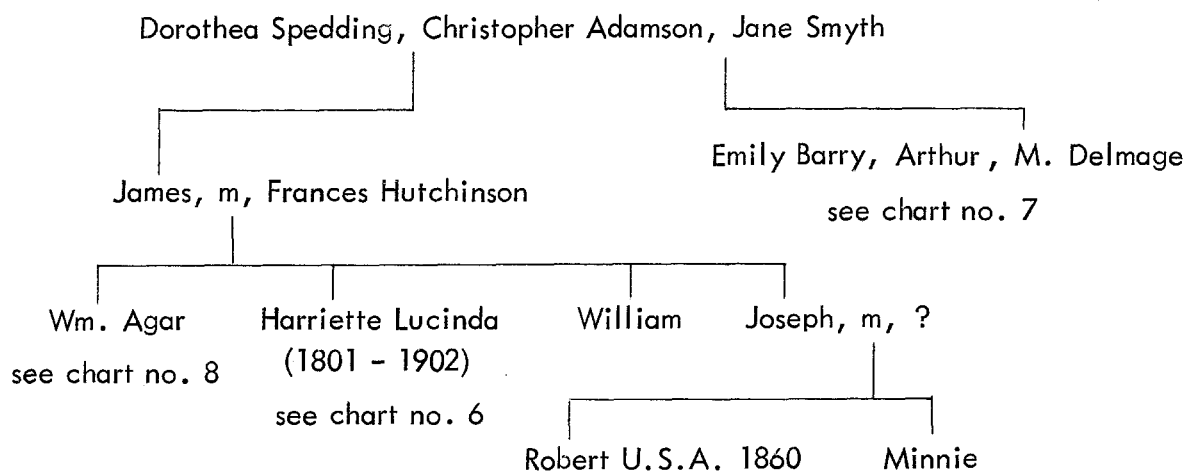 Dorothea Spedding, Christopher Adamson, Jane Smyth
Emily Barry, Arthur, M. Delmage
see chart no. 7
James, m, Frances Hutchinson
Wm. Agar
see chart no. 8
Harriette Lucinda
(1801 - 1902)
see chart no. 6
William
Joseph, m, ?
Robert U.S.A. 1860
Minnie